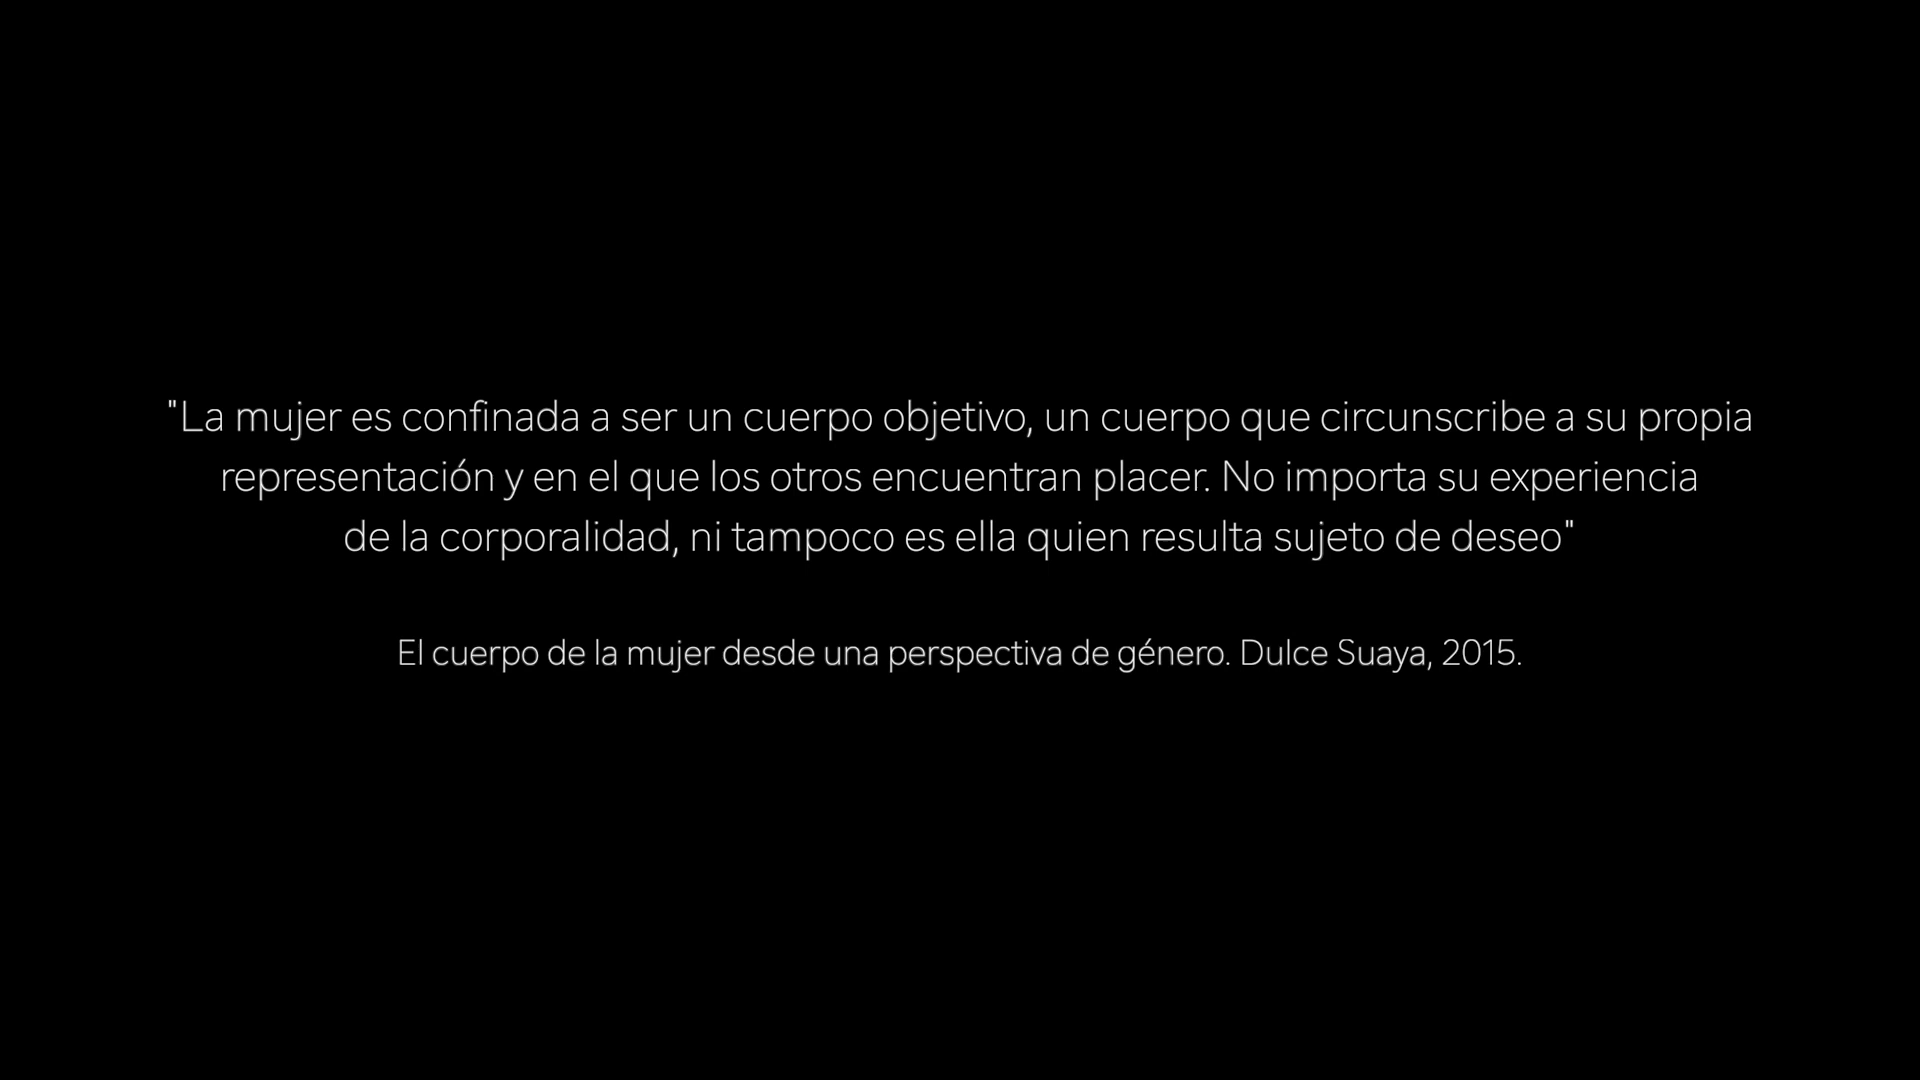 "La mujer es confinada a ser un cuerpo objetivo, un cuerpo que circunscribe a su propia
representación y en el que los otros encuentran placer. No importa su experiencia
de la corporalidad, ni tampoco es ella quien resulta sujeto de deseo"
El cuerpo de la mujer desde una perspectiva de género. Dulce Suaya, 2015.